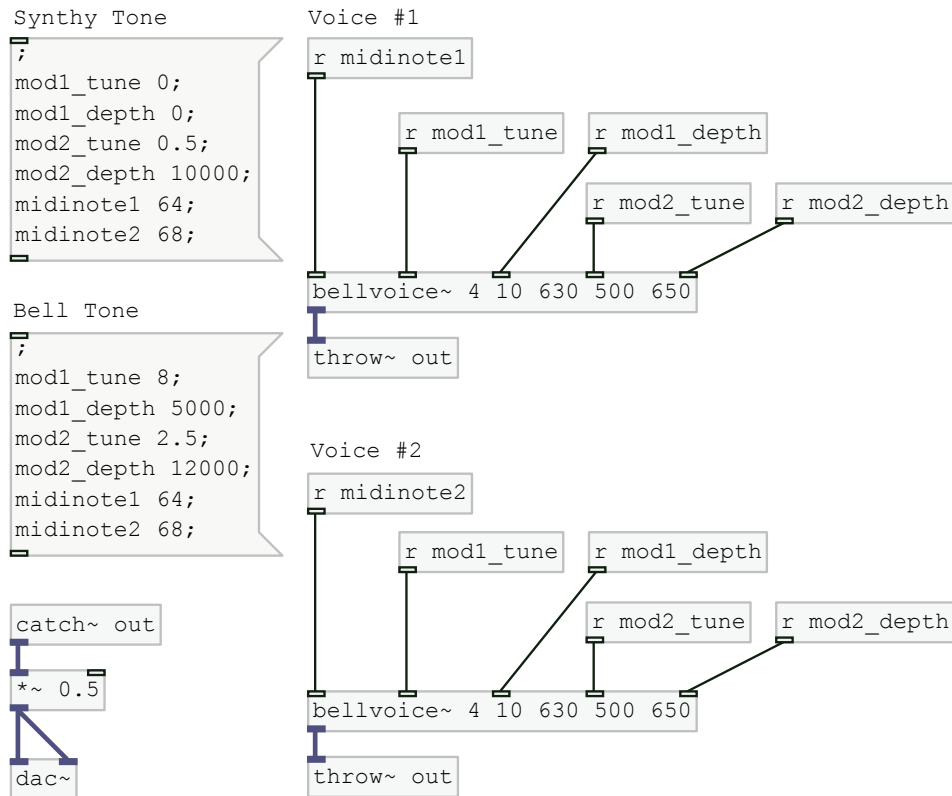 Synthy Tone
;
mod1_tune 0;
mod1_depth 0;
mod2_tune 0.5;
mod2_depth 10000;
midinote1 64;
midinote2 68;
Bell Tone
;
mod1_tune 8;
mod1_depth 5000;
mod2_tune 2.5;
mod2_depth 12000;
midinote1 64;
midinote2 68;
catch~ out
*~ 0.5
dac~
Voice #1
r midinote1
r mod1_tune
r mod1_depth
r mod2_tune
r mod2_depth
bellvoice~ 4 10 630 500 650
throw~ out
Voice #2
r midinote2
r mod1_tune
r mod1_depth
r mod2_tune
r mod2_depth
bellvoice~ 4 10 630 500 650
throw~ out